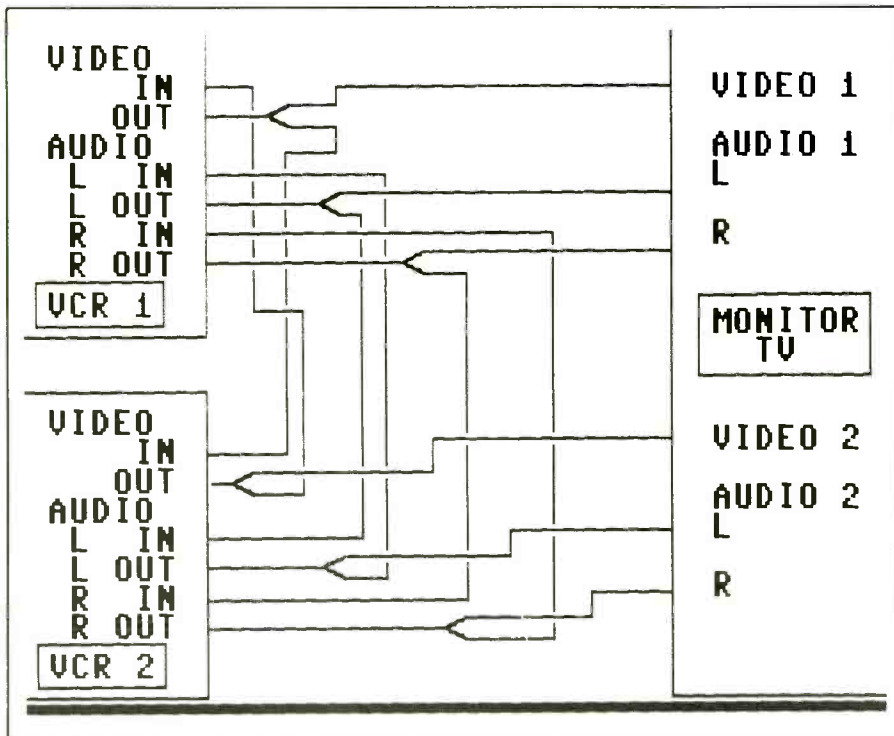 VIDEO
IN
OUT
AUDIO
L IN
L OUT
R IN
R OUT
VCR 1
VIDEO
IN
OUT
AUDIO
L IN
L OUT
R IN
R OUT
VCR 2
VIDEO 1
AUDIO 1
L
R
MONITOR
TV
VIDEO 2
AUDIO 2
L
R